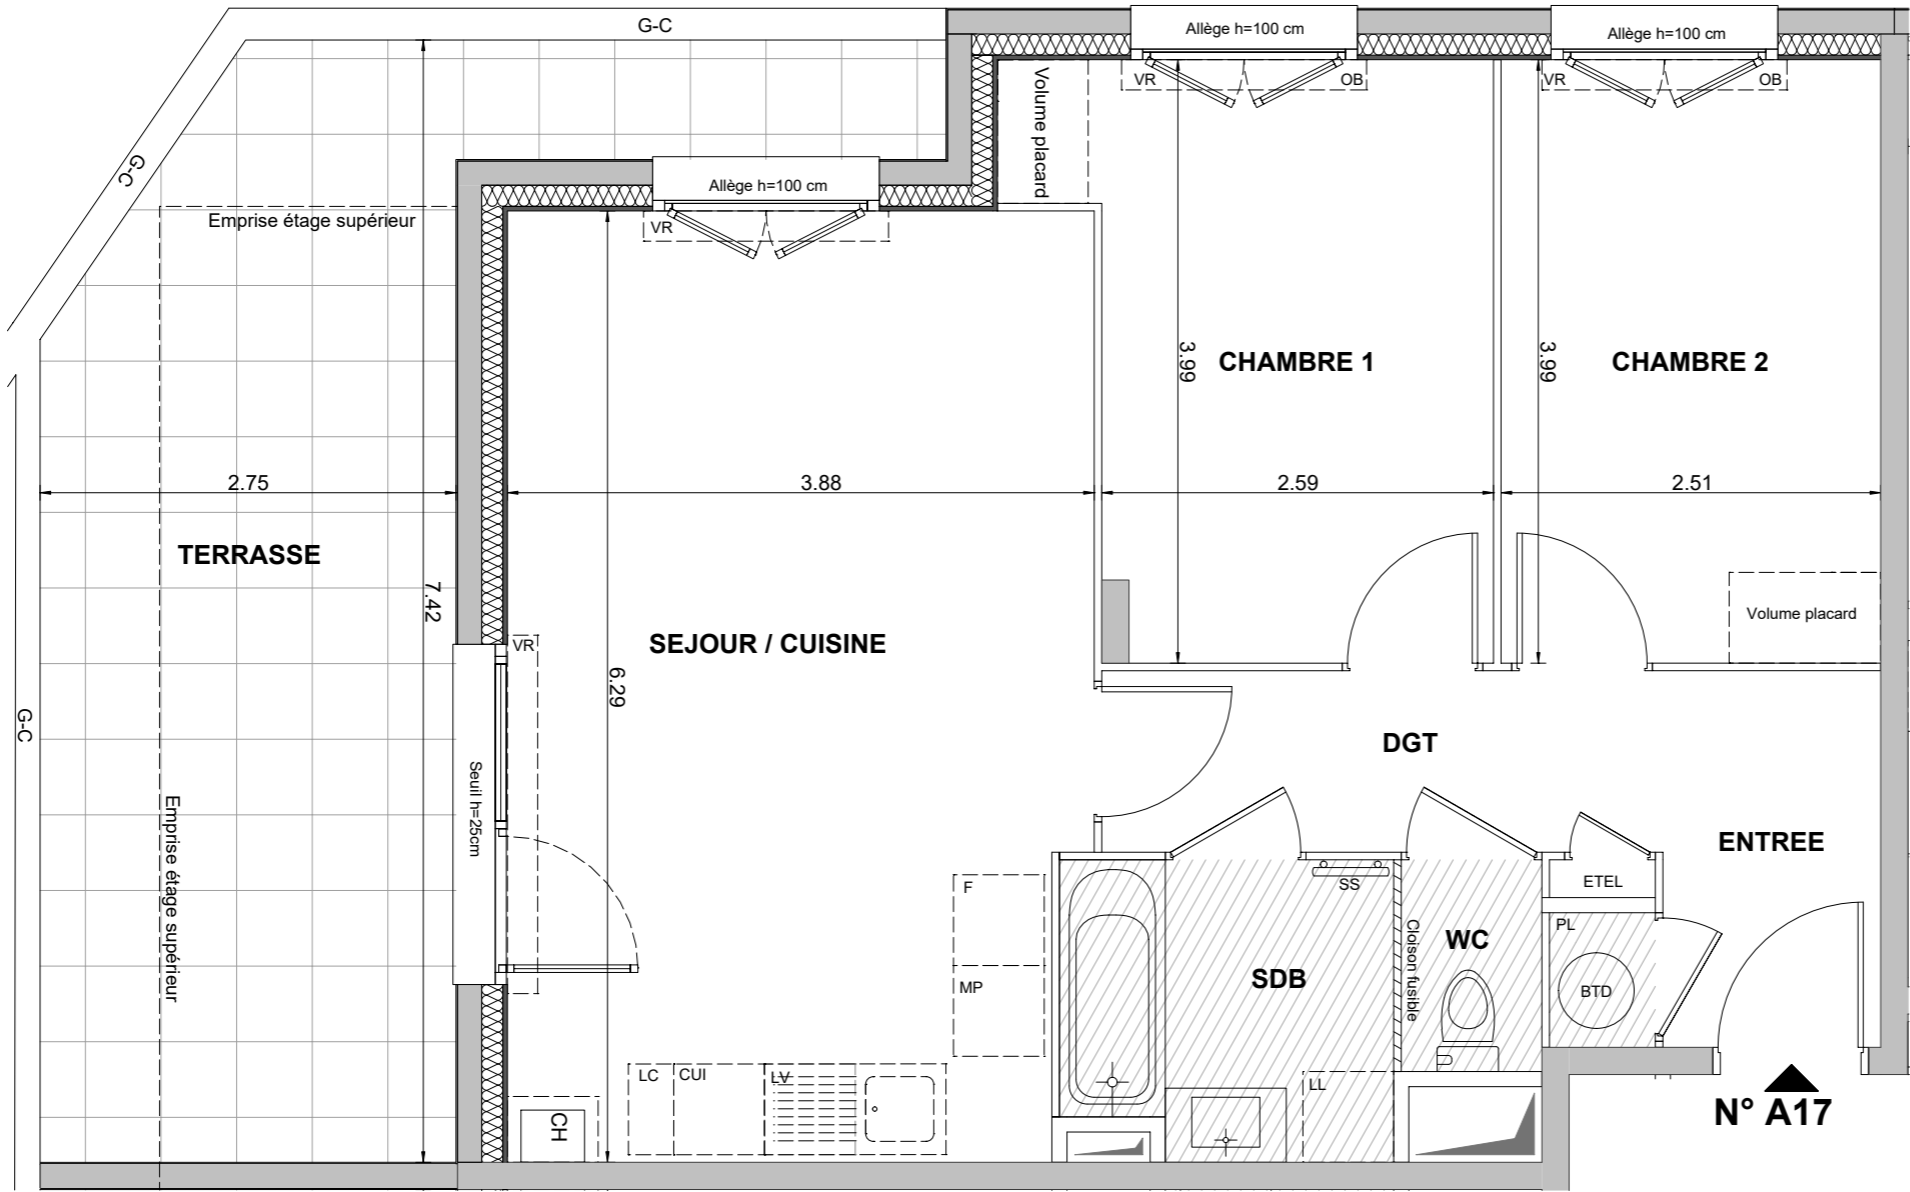 G-C
Allège h=100 cm
Allège h=100 cm
VR
OB
VR
OB
Volume placard
G-C
Allège h=100 cm
VR
Emprise étage supérieur
3.99
CHAMBRE 1
3.99
CHAMBRE 2
2.75
3.88
2.59
2.51
TERRASSE
7.42
Volume placard
SEJOUR / CUISINE
VR
6.29
G-C
DGT
Seuil h=25cm
Emprise étage supérieur
ENTREE
F
SS
ETEL
Cloison fusible
WC
PL
SDB
MP
BTD
LC
CUI
LV
LL
CH
N° A17